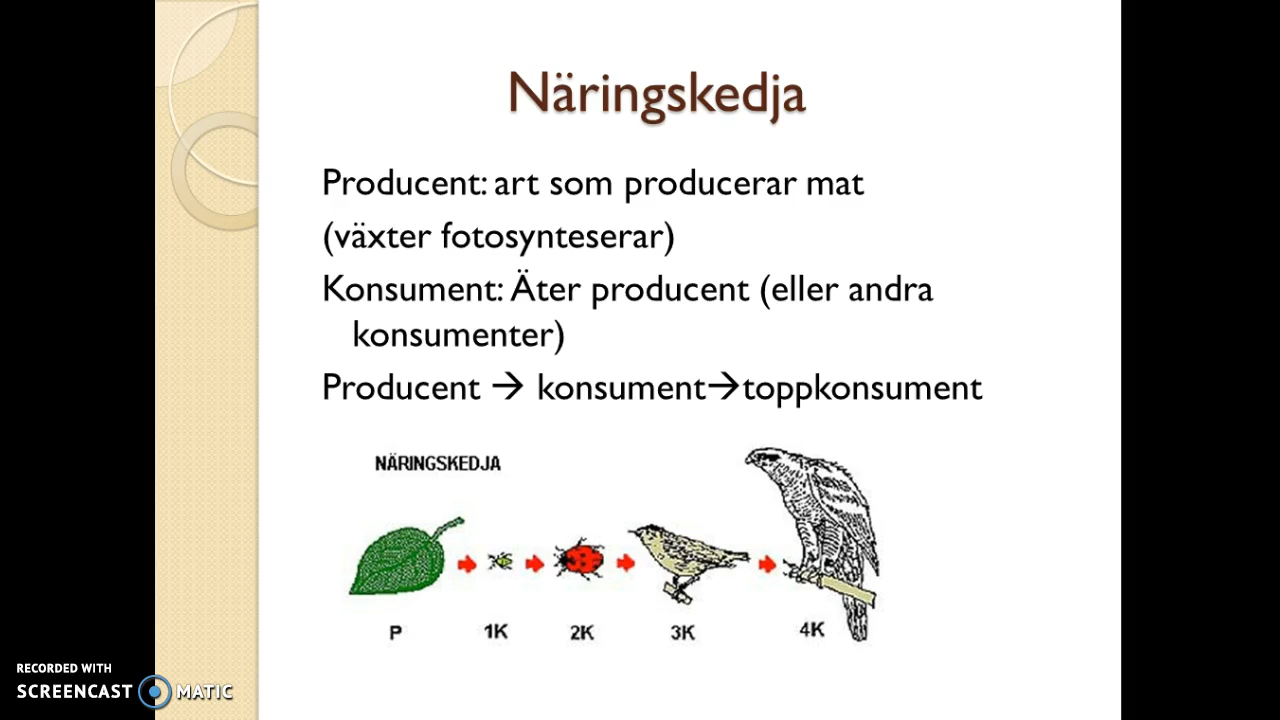 Näringskedja
Producent: art som producerar mat
(växter fotosynteserar)
Konsument: Äter producent (eller andra
konsumenter)
Producent → konsument→toppkonsument
NÄRINGSKEDJA
P 1K 2K 3K 4K
RECORDED WITH
SCREENCAST MATIC